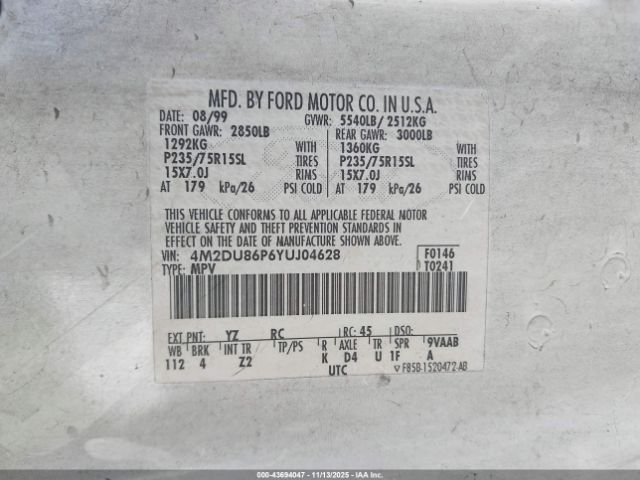 MFD. BY FORD MOTOR CO. IN U.S.A.
DATE: 08/99 GVWR: 5540LB/ 2512KG
FRONT GAWR: 2850LB REAR GAWR: 3000LB
1292KG WITH 1360KG WITH
P235/75R15SL TIRES P235/75R15SL TIRES
15X7.0J RIMS 15X7.0J RIMS
AT 179 kPa/26 PSI COLD AT 179 kPa/26 PSI COLD
THIS VEHICLE CONFORMS TO ALL APPLICABLE FEDERAL MOTOR
VEHICLE SAFETY AND THEFT PREVENTION STANDARDS IN
EFFECT ON THE DATE OF MANUFACTURE SHOWN ABOVE.
VIN: 4M2DU86P6YUJ04628 F0146
TYPE: MPV T0241
EXT PNT: YZ RC RC: 45 DSO:
WB BRK INT TR TP/PS R AXLE TR SPR 9VAAB
112 4 Z2 K D4 U 1F A
UTC ▽F85B-1520472-AB
000-43694047 - 11/13/2025 - IAAI.CA